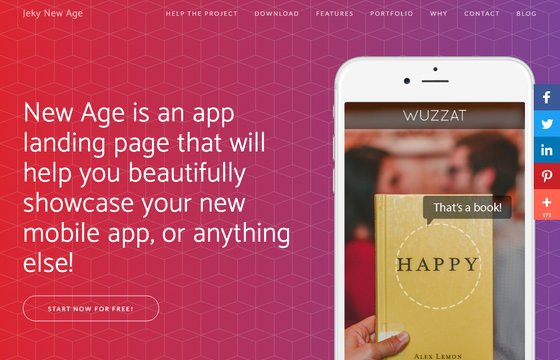 Jeky New Age
HELP THE PROJECT DOWNLOAD FEATURES PORTFOLIO WHY CONTACT BLOG
New Age is an app
landing page that will
help you beautifully
showcase your new
mobile app, or anything
else!
START NOW FOR FREE!
WUZZAT
That's a book!
HAPPY
ALEX LEMON
171